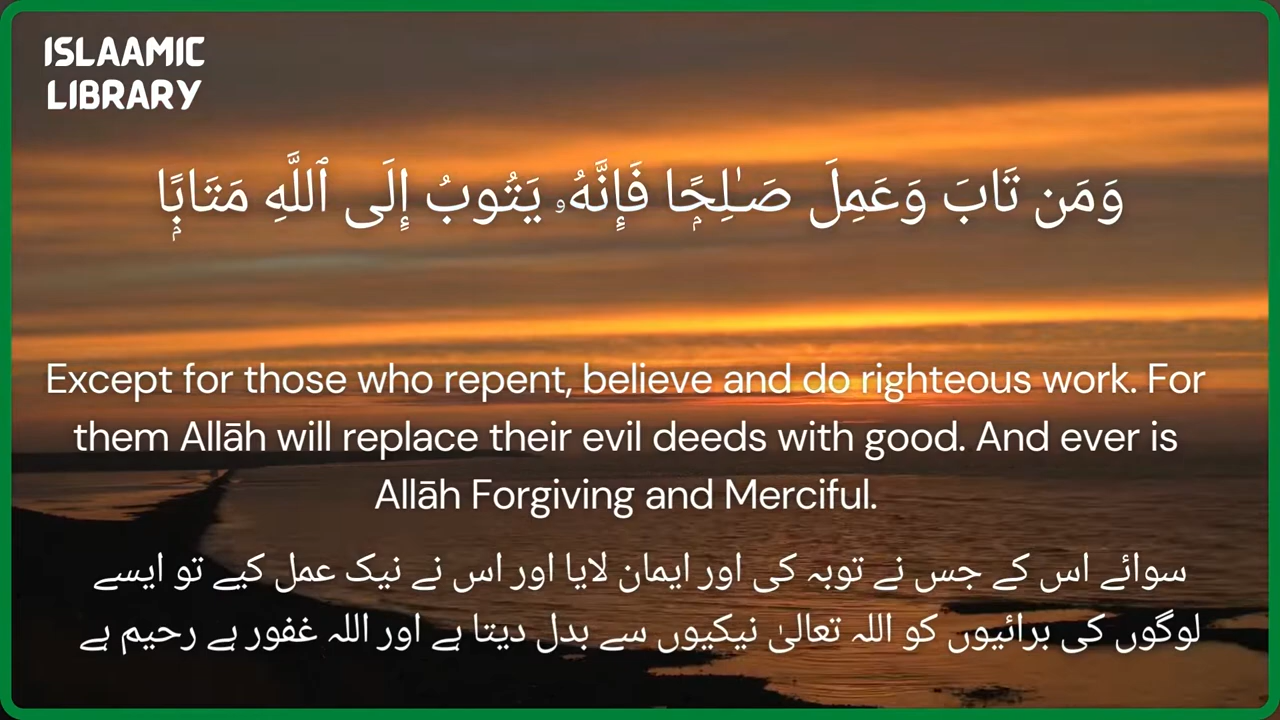 ISLAAMIC
LIBRARY
وَمَن تَابَ وَعَمِلَ صَـٰلِحًۭا فَإِنَّهُۥ يَتُوبُ إِلَى ٱللَّهِ مَتَابًۭا
Except for those who repent, believe and do righteous work. For
them Allāh will replace their evil deeds with good. And ever is
Allāh Forgiving and Merciful.
سوائے اس کے جس نے توبہ کی اور ایمان لایا اور اس نے نیک عمل کیے تو ایسے
لوگوں کی برائیوں کو اللہ تعالیٰ نیکیوں سے بدل دیتا ہے اور اللہ غفور ہے رحیم ہے